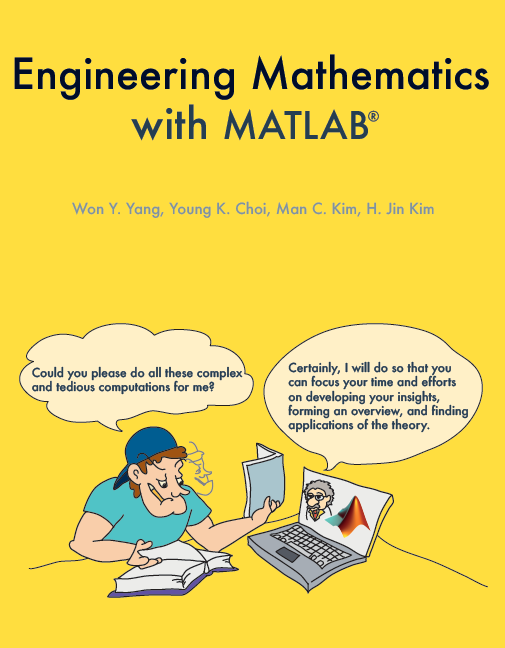 Engineering Mathematics
with MATLAB®
Won Y. Yang, Young K. Choi, Man C. Kim, H. Jin Kim
Could you please do all these complex
and tedious computations for me?
Certainly, I will do so that you
can focus your time and efforts
on developing your insights,
forming an overview, and finding
applications of the theory.